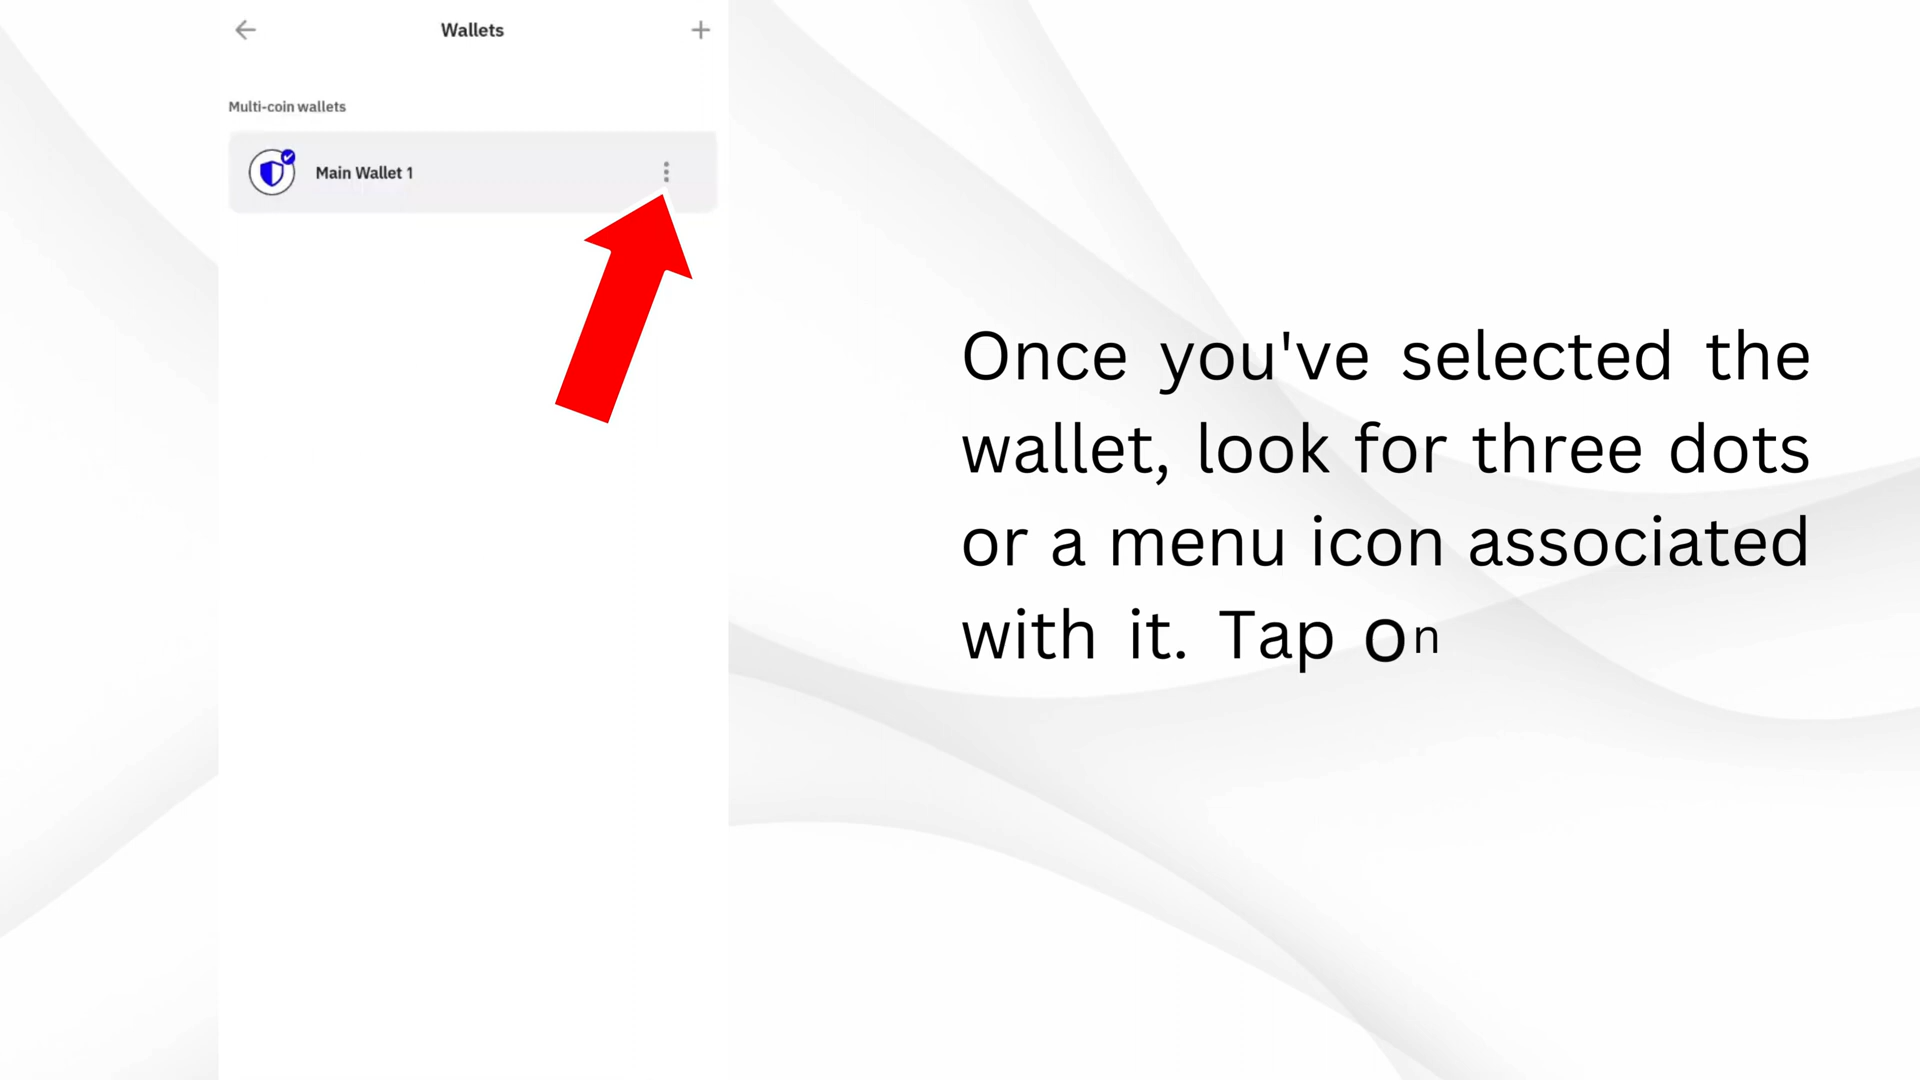 Wallets
Multi-coin wallets
Main Wallet 1
Once you've selected the
wallet, look for three dots
or a menu icon associated
with it. Tap on